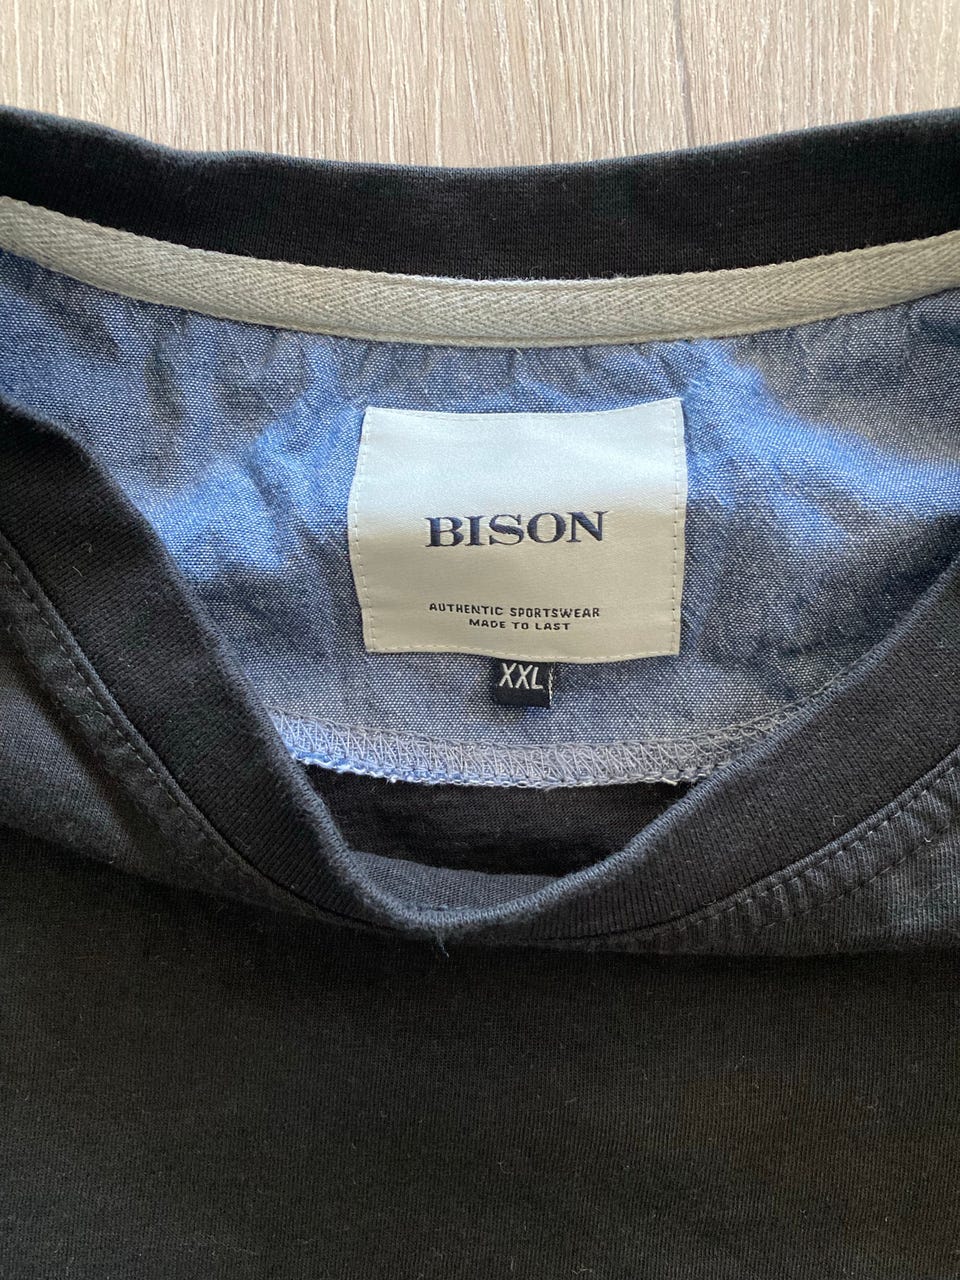 BISON
AUTHENTIC SPORTSWEAR
MADE TO LAST
XXL